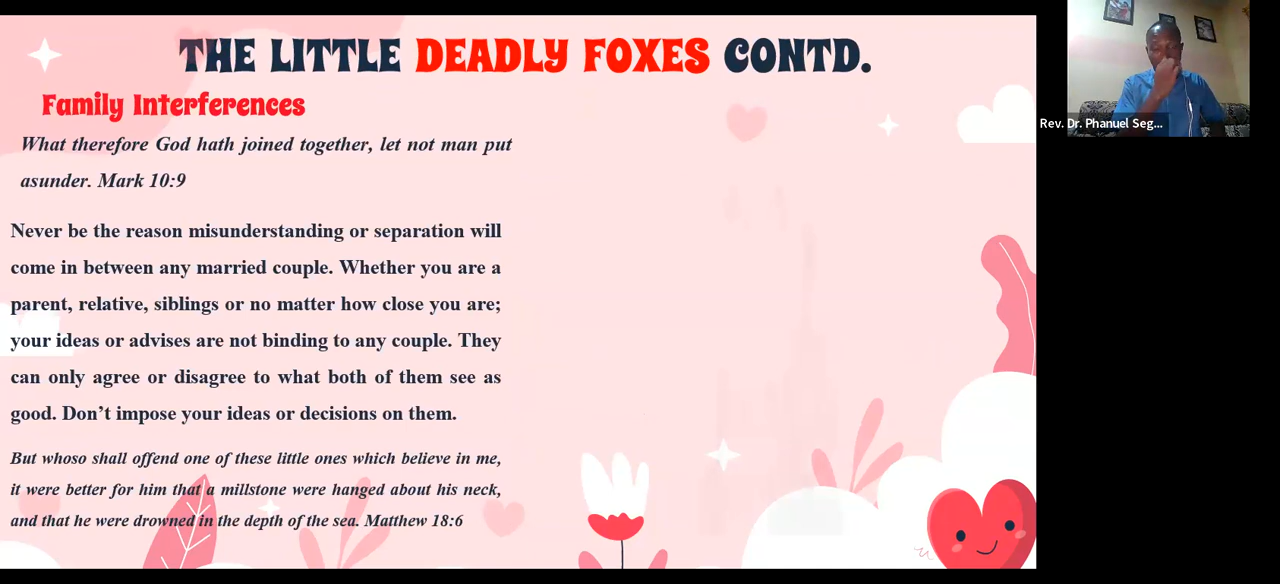 THE LITTLE DEADLY FOXES CONTD.
Family Interferences
What therefore God hath joined together, let not man put
asunder. Mark 10:9
Never be the reason misunderstanding or separation will
come in between any married couple. Whether you are a
parent, relative, siblings or no matter how close you are;
your ideas or advises are not binding to any couple. They
can only agree or disagree to what both of them see as
good. Don’t impose your ideas or decisions on them.
But whoso shall offend one of these little ones which believe in me,
it were better for him that a millstone were hanged about his neck,
and that he were drowned in the depth of the sea. Matthew 18:6
Rev. Dr. Phanuel Seg...